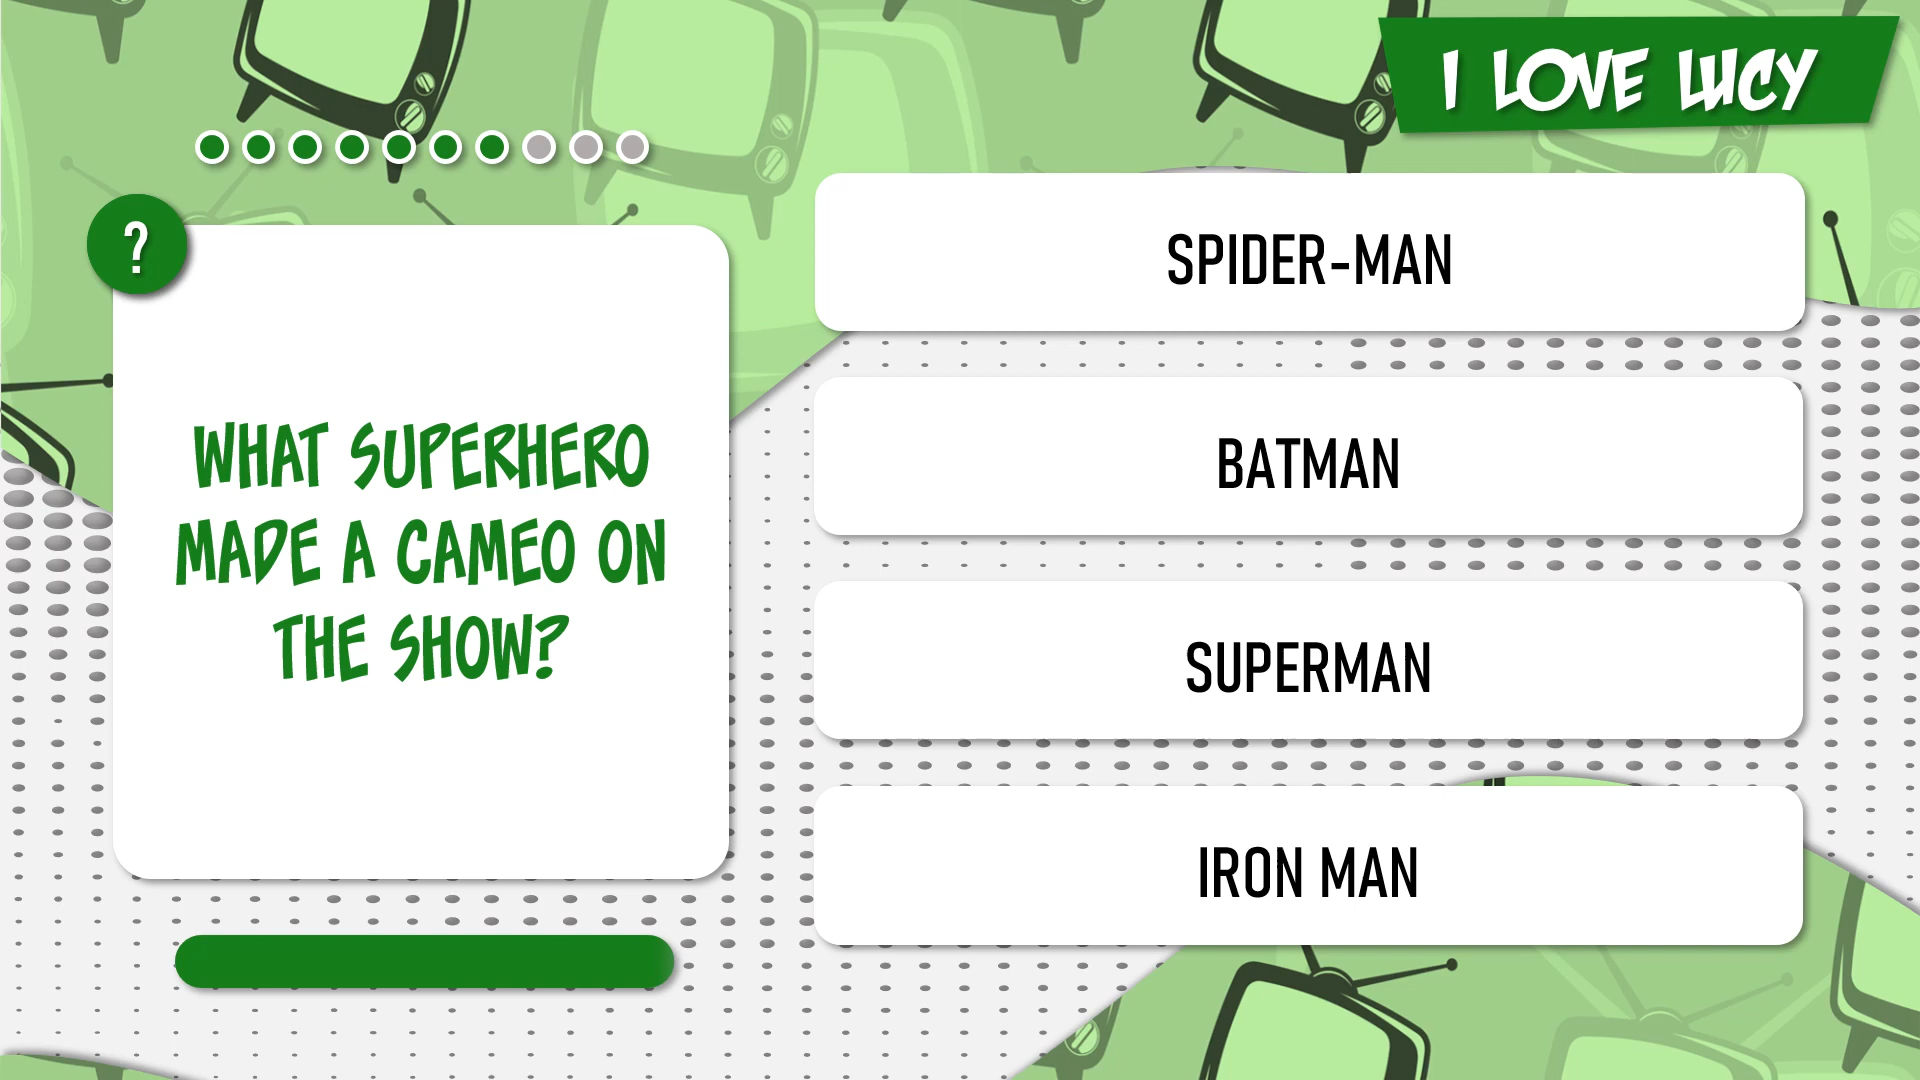 I LOVE LUCY
?
WHAT SUPERHERO
MADE A CAMEO ON
THE SHOW?
SPIDER-MAN
BATMAN
SUPERMAN
IRON MAN